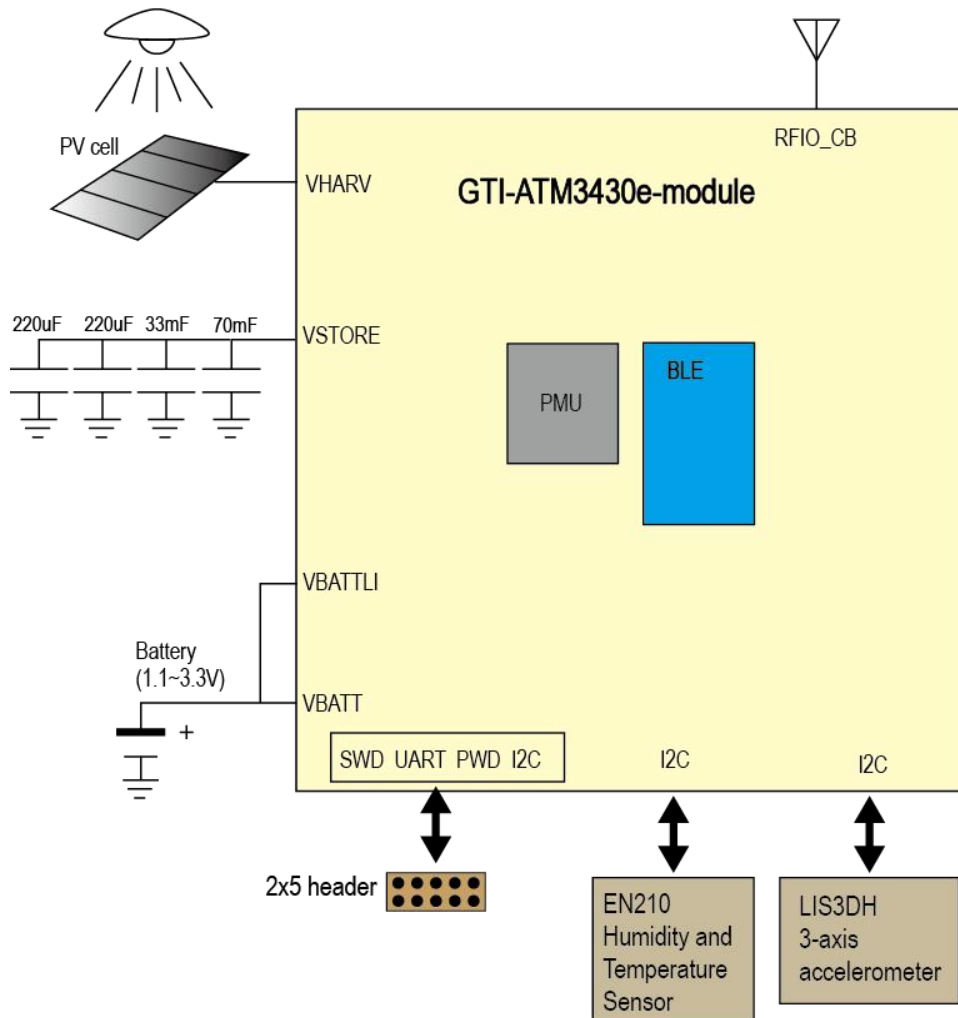 PV cell
RFIO_CB
VHARV
GTI-ATM3430e-module
220uF 220uF 33mF 70mF
VSTORE
PMU
BLE
VBATTLI
Battery
(1.1~3.3V)
VBATT
+
SWD UART PWD I2C
I2C
I2C
2x5 header
EN210
Humidity and
Temperature
Sensor
LIS3DH
3-axis
accelerometer